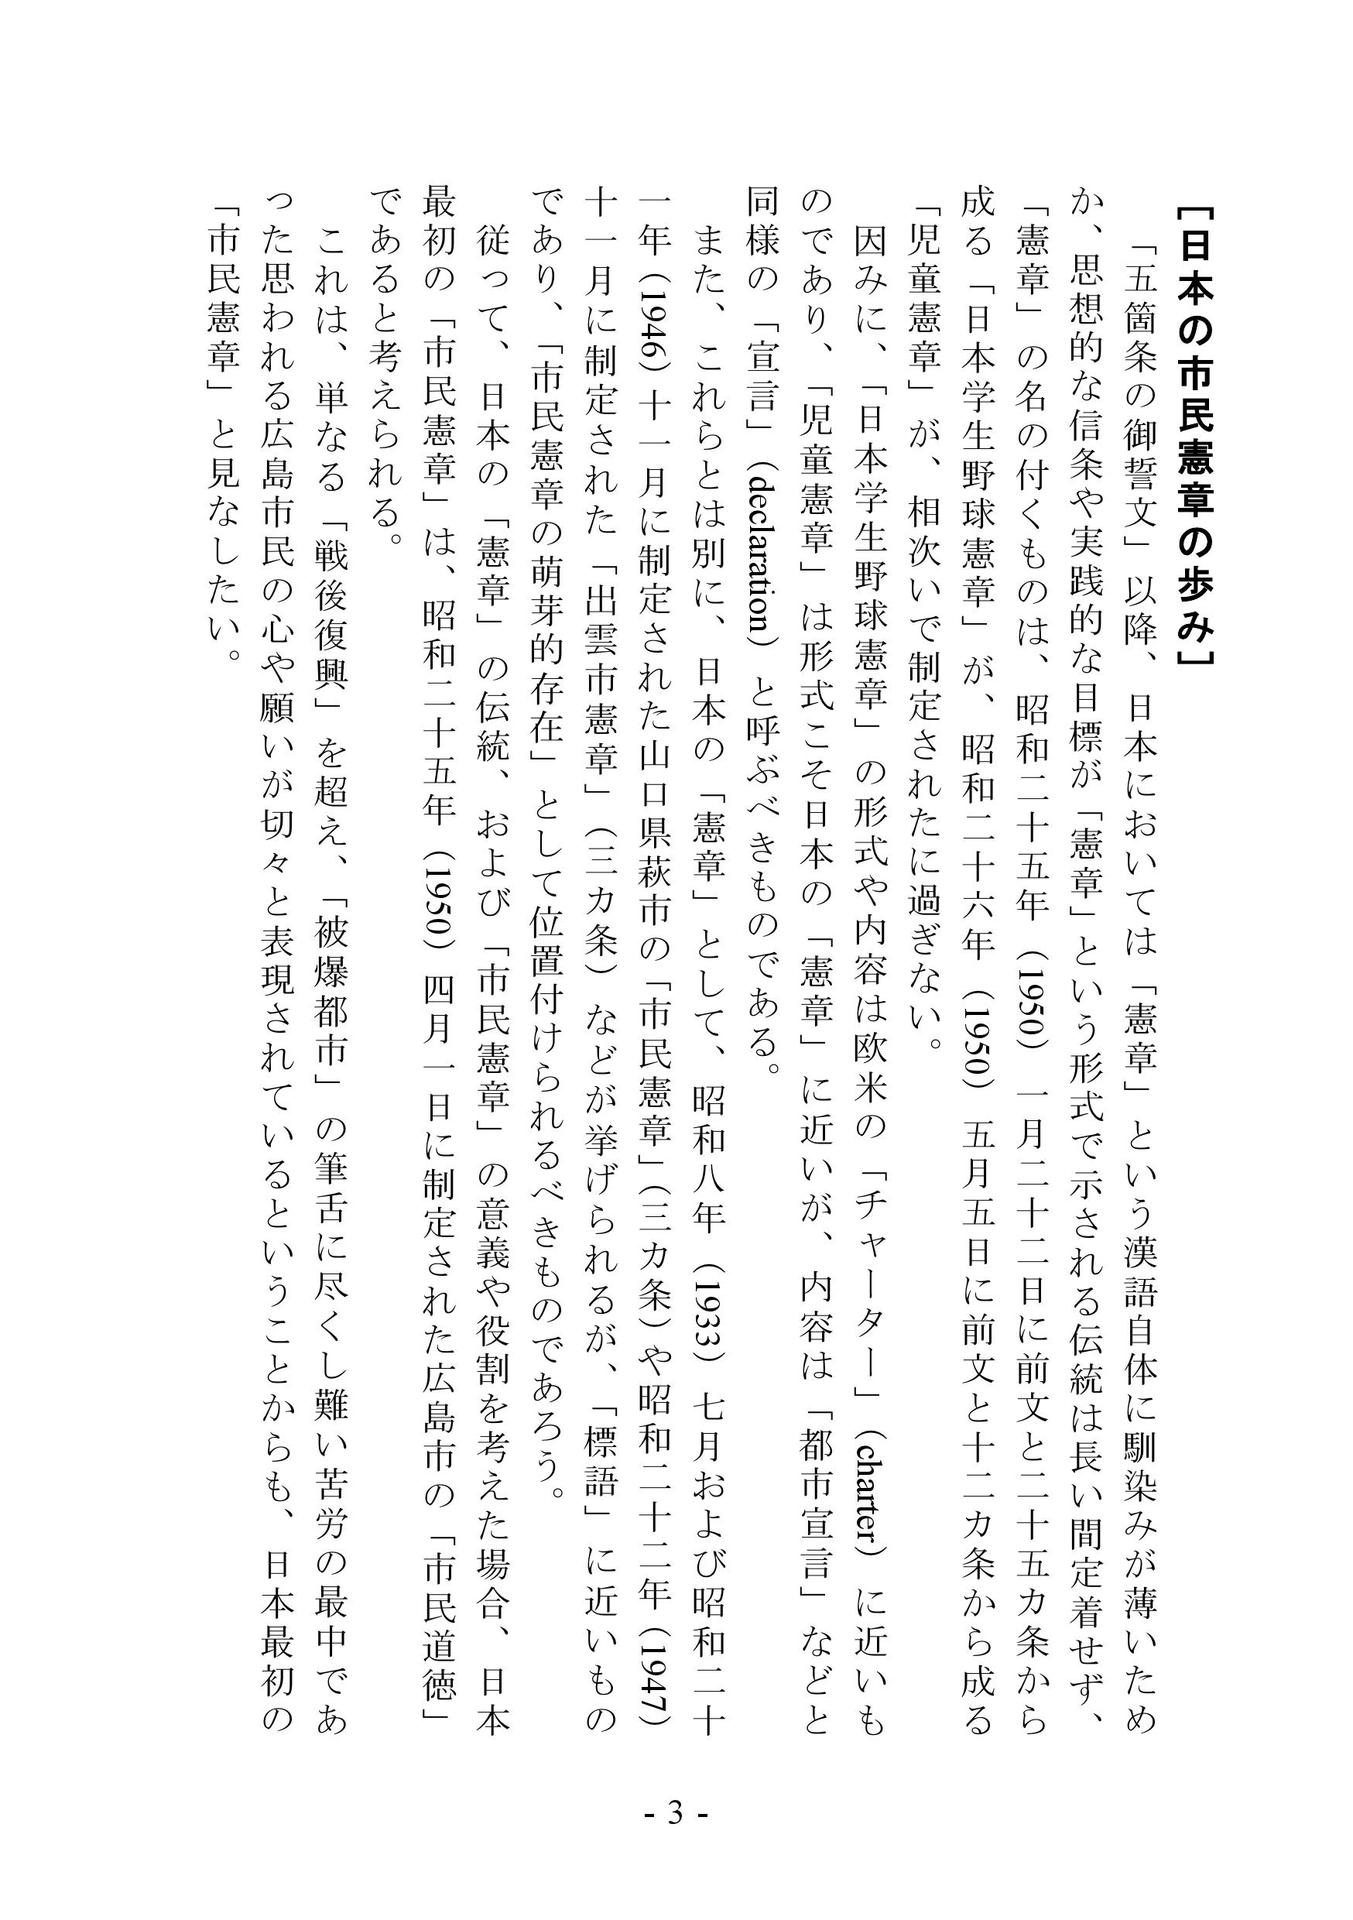 ［日本の市民憲章の歩み］
「五箇条の御誓文」以降、日本においては「憲章」という漢語自体に馴染みが薄いため
か、思想的な信条や実践的な目標が「憲章」という形式で示される伝統は長い間定着せず、
「憲章」の名の付くものは、昭和二十五年（1950）一月二十二日に前文と二十五カ条から
成る「日本学生野球憲章」が、昭和二十六年（1950）五月五日に前文と十二カ条から成る
「児童憲章」が、相次いで制定されたに過ぎない。
因みに、「日本学生野球憲章」の形式や内容は欧米の「チャーター」（charter）に近いも
のであり、「児童憲章」は形式こそ日本の「憲章」に近いが、内容は「都市宣言」などと
同様の「宣言」（declaration）と呼ぶべきものである。
また、これらとは別に、日本の「憲章」として、昭和八年（1933）七月および昭和二十
一年（1946）十一月に制定された山口県萩市の「市民憲章」（三カ条）や昭和二十二年（1947）
十一月に制定された「出雲市憲章」（三カ条）などが挙げられるが、「標語」に近いもの
であり、「市民憲章の萌芽的存在」として位置付けられるべきものであろう。
従って、日本の「憲章」の伝統、および「市民憲章」の意義や役割を考えた場合、日本
最初の「市民憲章」は、昭和二十五年（1950）四月一日に制定された広島市の「市民道徳」
であると考えられる。
これは、単なる「戦後復興」を超え、「被爆都市」の筆舌に尽くし難い苦労の最中であ
った思われる広島市民の心や願いが切々と表現されているということからも、日本最初の
「市民憲章」と見なしたい。
- 3 -